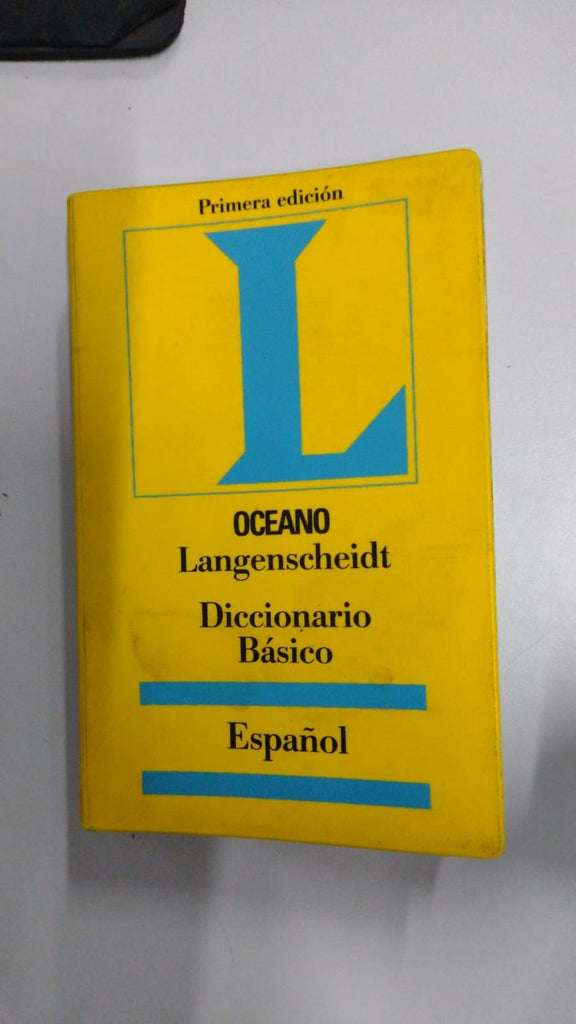 Primera edición
L
OCEANO
Langenscheidt
Diccionario
Básico
Español